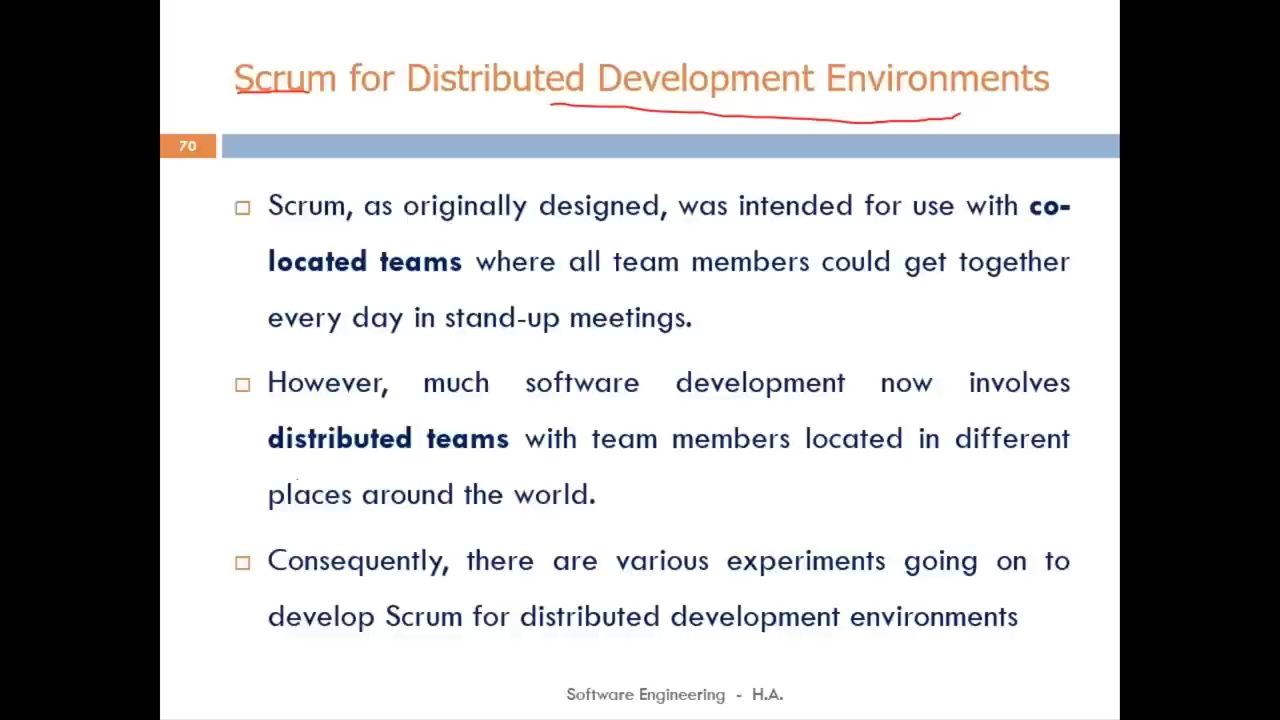 Scrum for Distributed Development Environments
70
Scrum, as originally designed, was intended for use with co-
located teams where all team members could get together
every day in stand-up meetings.
However, much software development now involves
distributed teams with team members located in different
places around the world.
Consequently, there are various experiments going on to
develop Scrum for distributed development environments
Software Engineering - H.A.